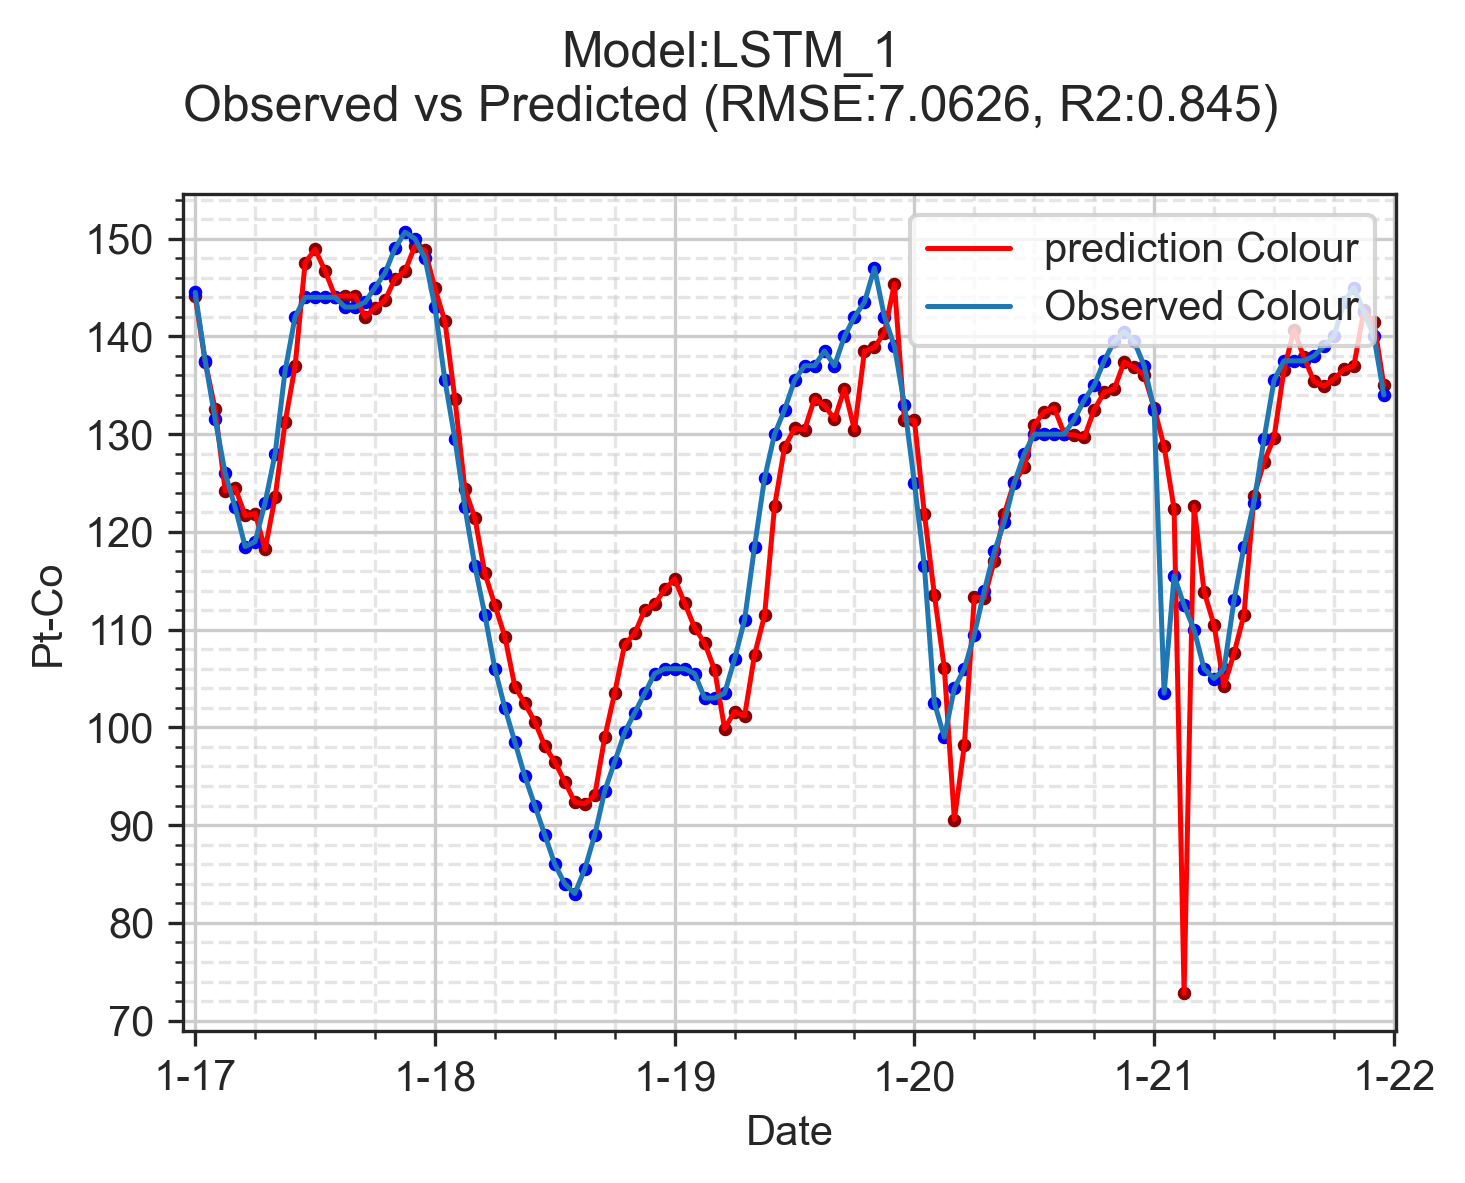 Model:LSTM_1
Observed vs Predicted (RMSE:7.0626, R2:0.845)
prediction Colour
Observed Colour
150
140
130
120
110
100
90
80
70
Pt-Co
1-17 1-18 1-19 1-20 1-21 1-22
Date